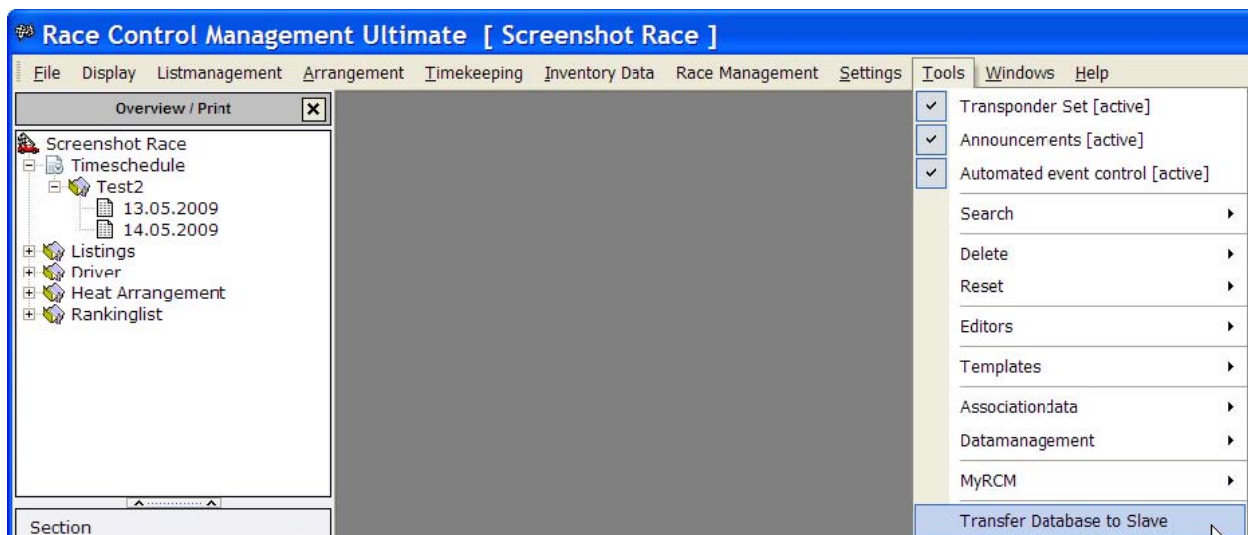 Race Control Management Ultimate [ Screenshot Race ]
File Display Listmanagement Arrangement Timekeeping Inventory Data Race Management Settings Tools Windows Help
Overview / Print
Screenshot Race
Timeschedule
Test2
13.05.2009
14.05.2009
Listings
Driver
Heat Arrangement
Rankinglist
Section
Transponder Set [active]
Announcements [active]
Automated event control [active]
Search
Delete
Reset
Editors
Templates
Associationdata
Datamanagement
MyRCM
Transfer Database to Slave